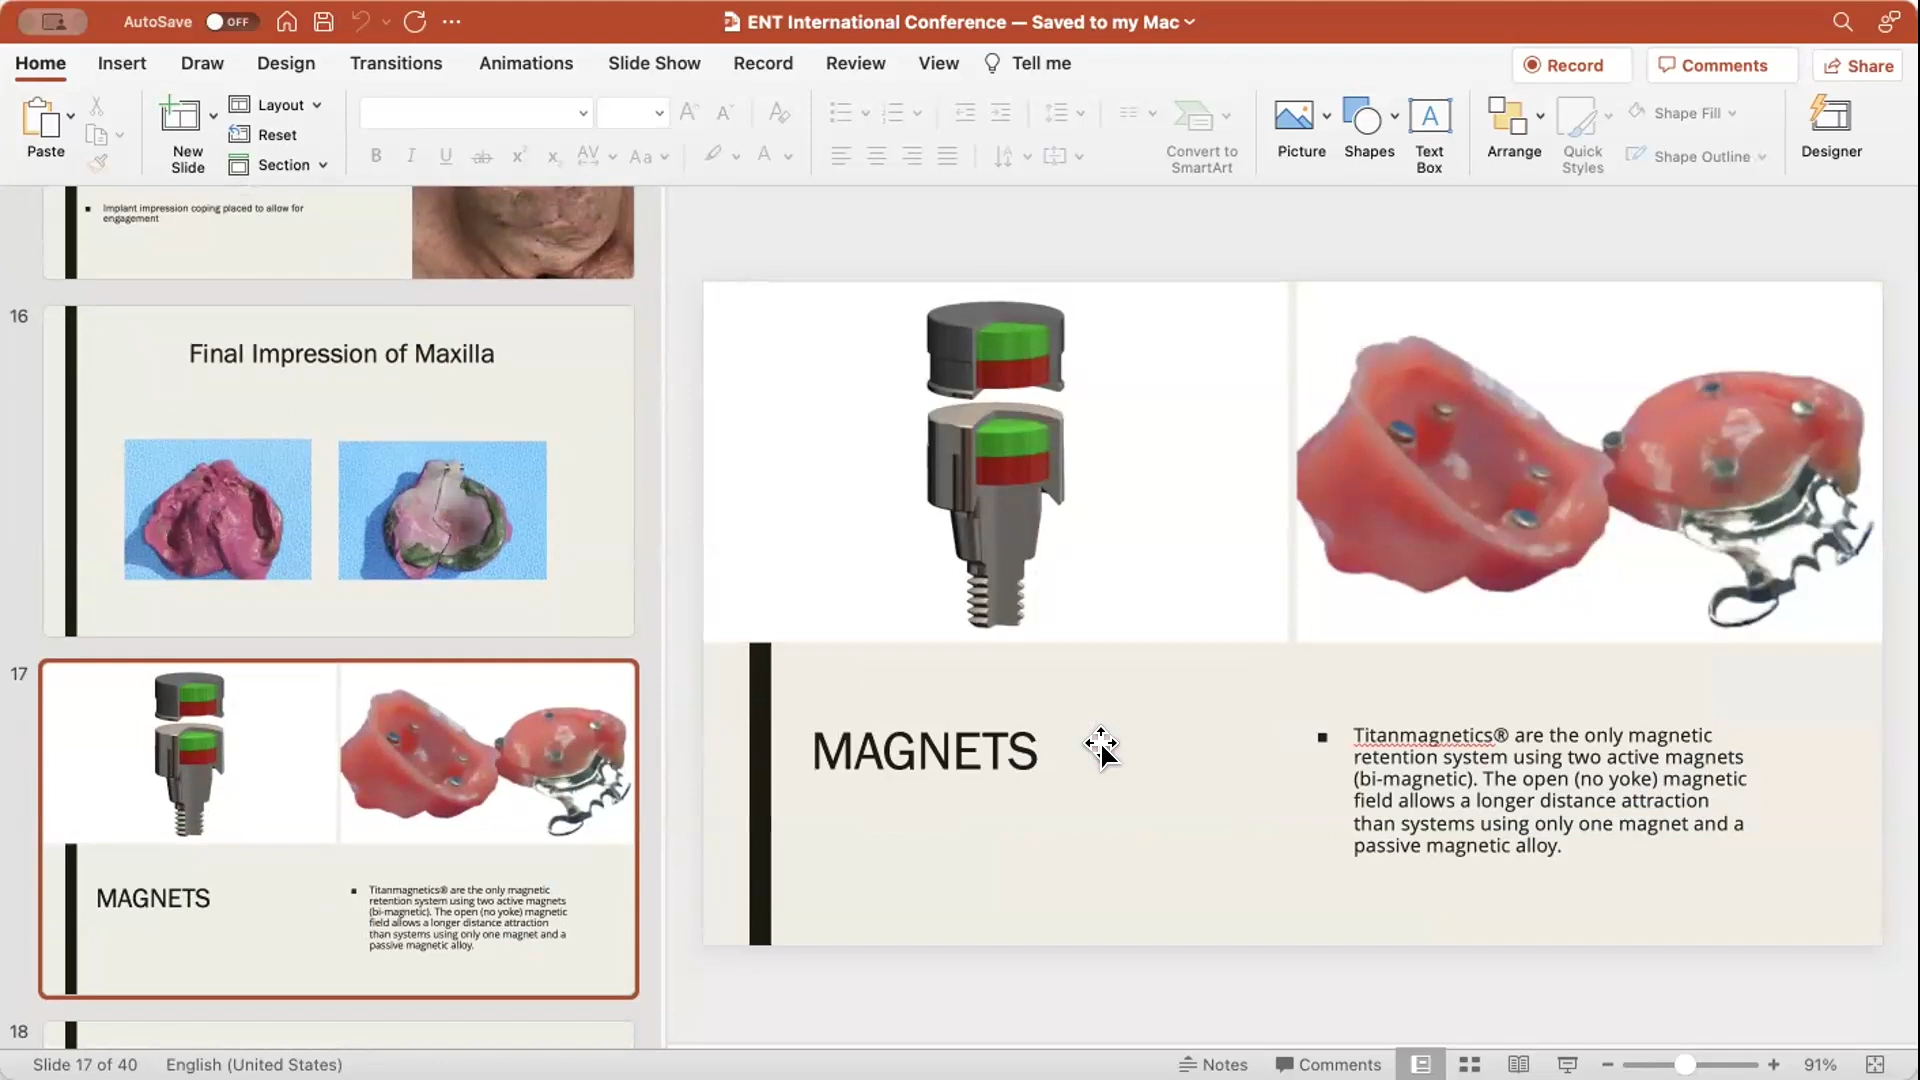 AutoSave OFF
ENT International Conference — Saved to my Mac
Home Insert Draw Design Transitions Animations Slide Show Record Review View Tell me
Record Comments Share
Paste
New Slide
Layout
Reset
Section
B I U ab x² x₂ AV Aa A
Convert to SmartArt
Picture Shapes Text Box
Arrange Quick Styles
Shape Fill
Shape Outline
Designer
▪ Implant impression coping placed to allow for
engagement
16
Final Impression of Maxilla
17
MAGNETS
▪ Titanmagnetics® are the only magnetic
retention system using two active magnets
(bi-magnetic). The open (no yoke) magnetic
field allows a longer distance attraction
than systems using only one magnet and a
passive magnetic alloy.
18
MAGNETS
▪ Titanmagnetics® are the only magnetic
retention system using two active magnets
(bi-magnetic). The open (no yoke) magnetic
field allows a longer distance attraction
than systems using only one magnet and a
passive magnetic alloy.
Slide 17 of 40 English (United States) Notes Comments 91%